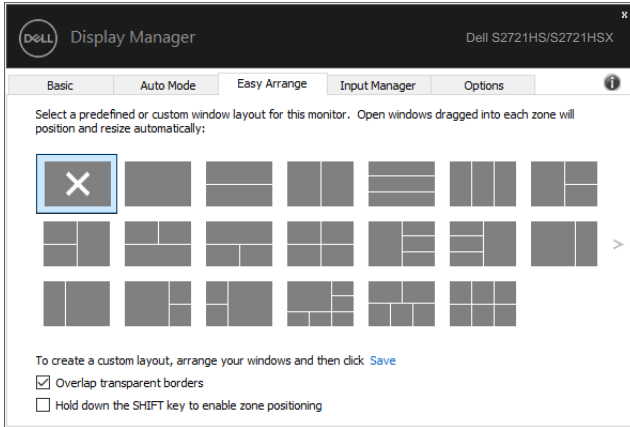 x
DELL Display Manager Dell S2721HS/S2721HSX
Basic Auto Mode Easy Arrange Input Manager Options i
Select a predefined or custom window layout for this monitor. Open windows dragged into each zone will
position and resize automatically:
>
To create a custom layout, arrange your windows and then click Save
Overlap transparent borders
Hold down the SHIFT key to enable zone positioning